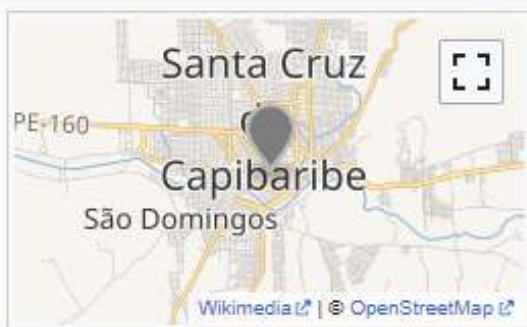 Santa Cruz
PE-160
Capibaribe
São Domingos
Wikimedia | © OpenStreetMap